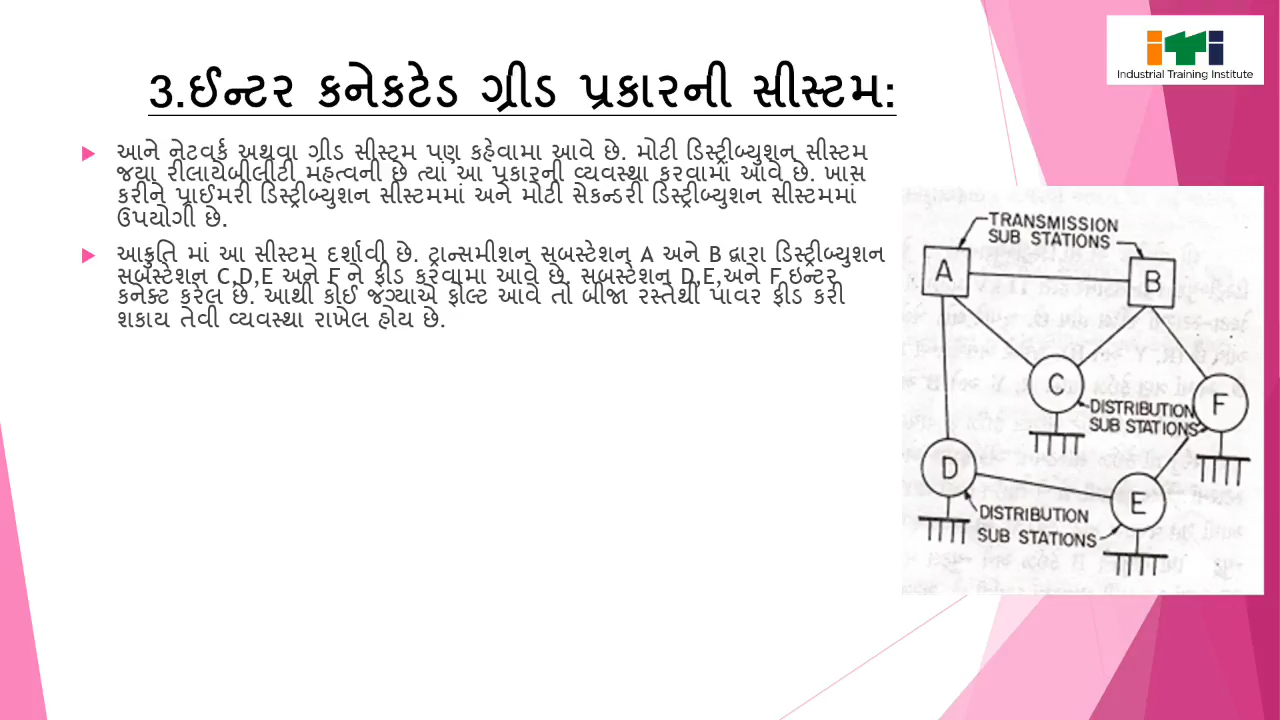 3.ઈન્ટર કનેકટેડ ગ્રીડ પ્રકારની સીસ્ટમ:
iTi
Industrial Training Institute
આને નેટવર્ક અથવા ગ્રીડ સીસ્ટમ પણ કહેવામા આવે છે. મોટી ડિસ્ટ્રીબ્યુશન સીસ્ટમ
જયા રીલાયેબીલીટી મહત્વની છે ત્યાં આ પ્રકારની વ્યવસ્થા કરવામાં આવે છે. ખાસ
કરીને પ્રાઈમરી ડિસ્ટ્રીબ્યુશન સીસ્ટમમાં અને મોટી સેકન્ડરી ડિસ્ટ્રીબ્યુશન સીસ્ટમમાં
ઉપયોગી છે.
આકૃતિ માં આ સીસ્ટમ દર્શાવી છે. ટ્રાન્સમીશન સબસ્ટેશન A અને B દ્વારા ડિસ્ટ્રીબ્યુશન
સબસ્ટેશન C,D,E અને F ને ફીડ કરવામા આવે છે. સબસ્ટેશન D,E,અને F ઇન્ટર
કનેક્ટ કરેલ છે. આથી કોઈ જગ્યાએ ફોલ્ટ આવે તો બીજા રસ્તેથી પાવર ફીડ કરી
શકાય તેવી વ્યવસ્થા રાખેલ હોય છે.
TRANSMISSION
SUB STATIONS
A
B
C
F
DISTRIBUTION
SUB STATIONS
D
E
DISTRIBUTION
SUB STATIONS